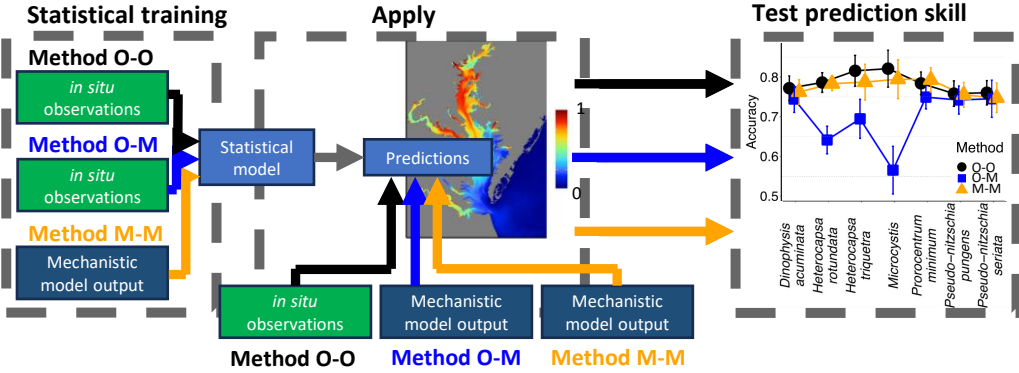 Statistical training
Apply
Test prediction skill
Method O-O
in situ
observations
Method O-M
in situ
observations
Method M-M
Mechanistic
model output
Statistical
model
Predictions
1
0
in situ
observations
Method O-O
Mechanistic
model output
Method O-M
Mechanistic
model output
Method M-M
Accuracy
0.8
0.7
0.6
0.5
Method
O-O
O-M
M-M
Dinophysis
acuminata
Heterocapsa
rotundata
Heterocapsa
triquetra
Microcystis
Prorocentrum
minimum
Pseudo−nitzschia
pungens
Pseudo−nitzschia
seriata